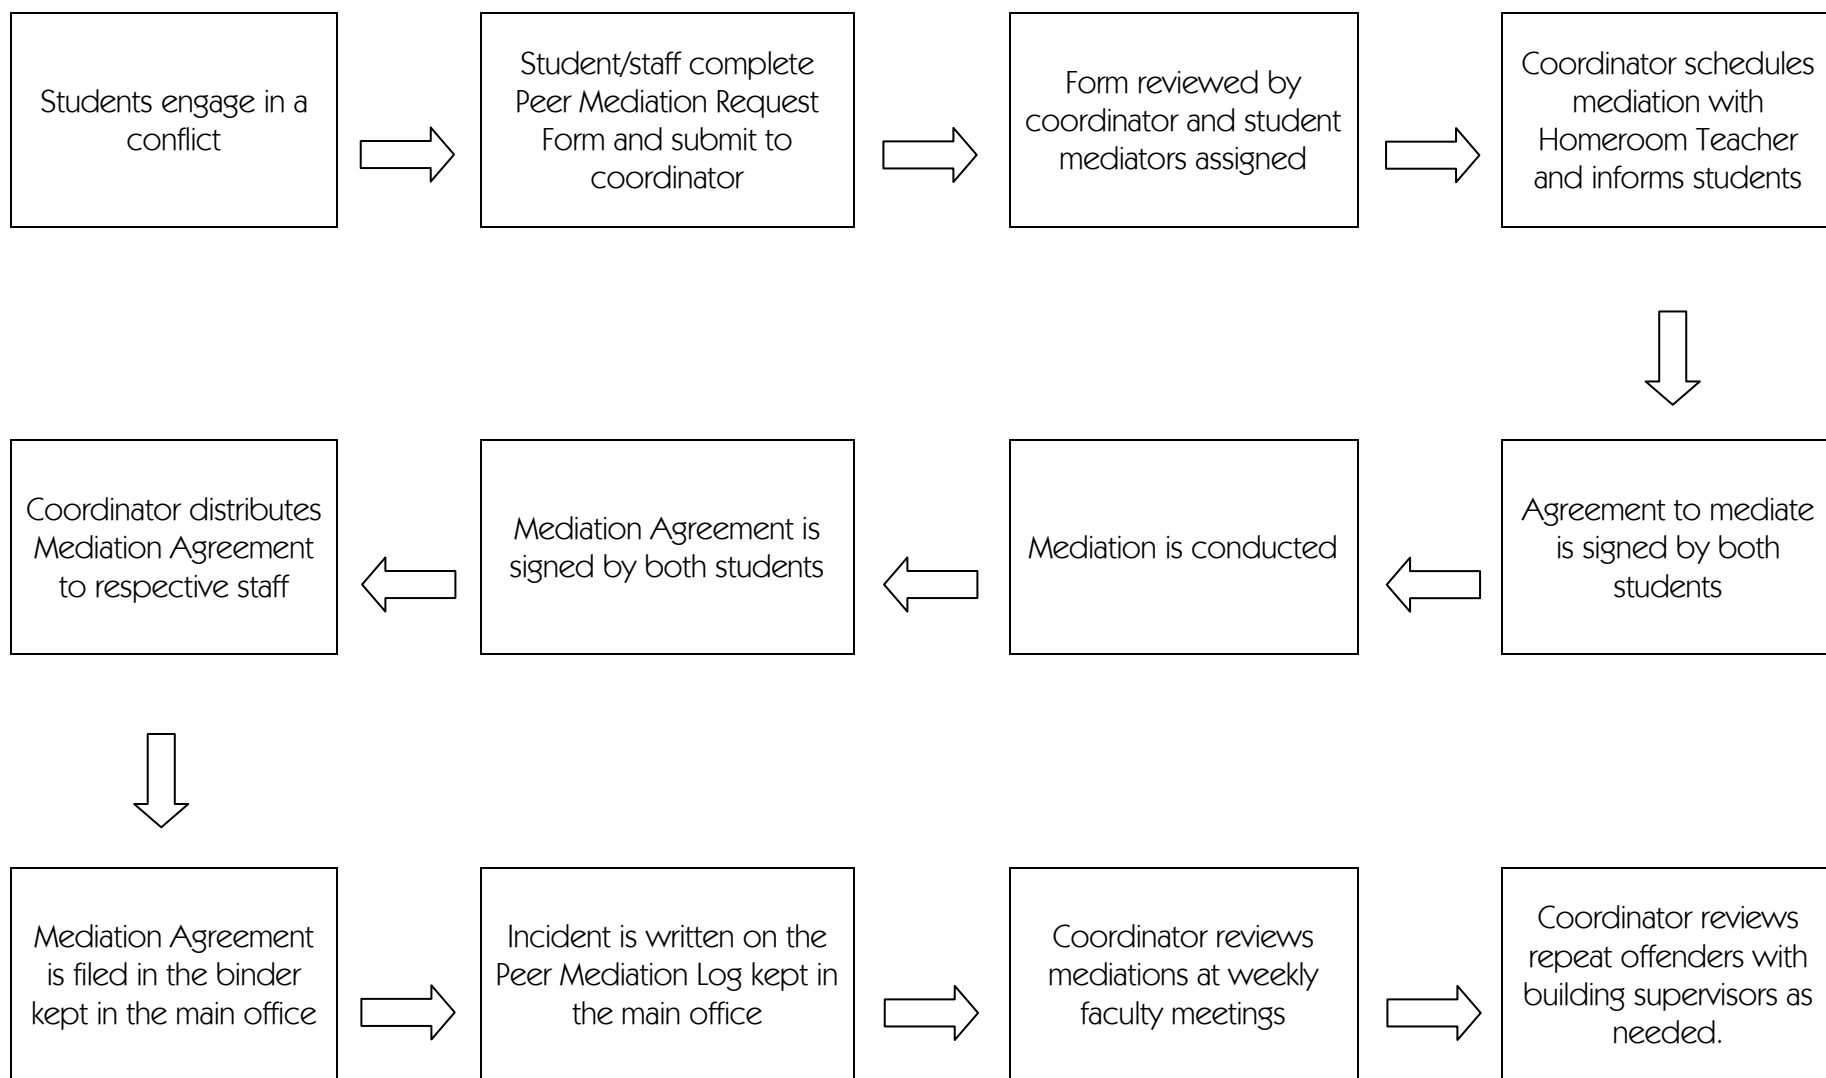 Students engage in a
conflict
Student/staff complete
Peer Mediation Request
Form and submit to
coordinator
Form reviewed by
coordinator and student
mediators assigned
Coordinator schedules
mediation with
Homeroom Teacher
and informs students
Agreement to mediate
is signed by both
students
Mediation is conducted
Mediation Agreement is
signed by both students
Coordinator distributes
Mediation Agreement
to respective staff
Mediation Agreement
is filed in the binder
kept in the main office
Incident is written on the
Peer Mediation Log kept in
the main office
Coordinator reviews
mediations at weekly
faculty meetings
Coordinator reviews
repeat offenders with
building supervisors as
needed.